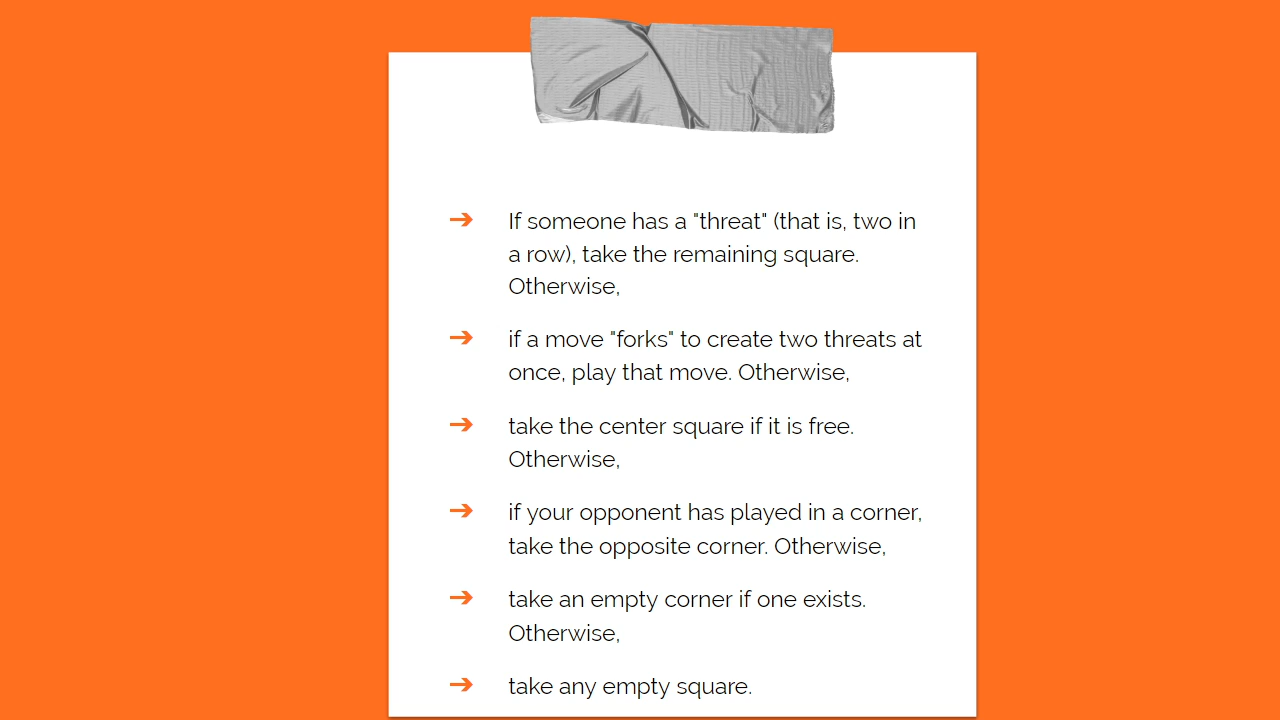 ➔ If someone has a "threat" (that is, two in
a row), take the remaining square.
Otherwise,
➔ if a move "forks" to create two threats at
once, play that move. Otherwise,
➔ take the center square if it is free.
Otherwise,
➔ if your opponent has played in a corner,
take the opposite corner. Otherwise,
➔ take an empty corner if one exists.
Otherwise,
➔ take any empty square.